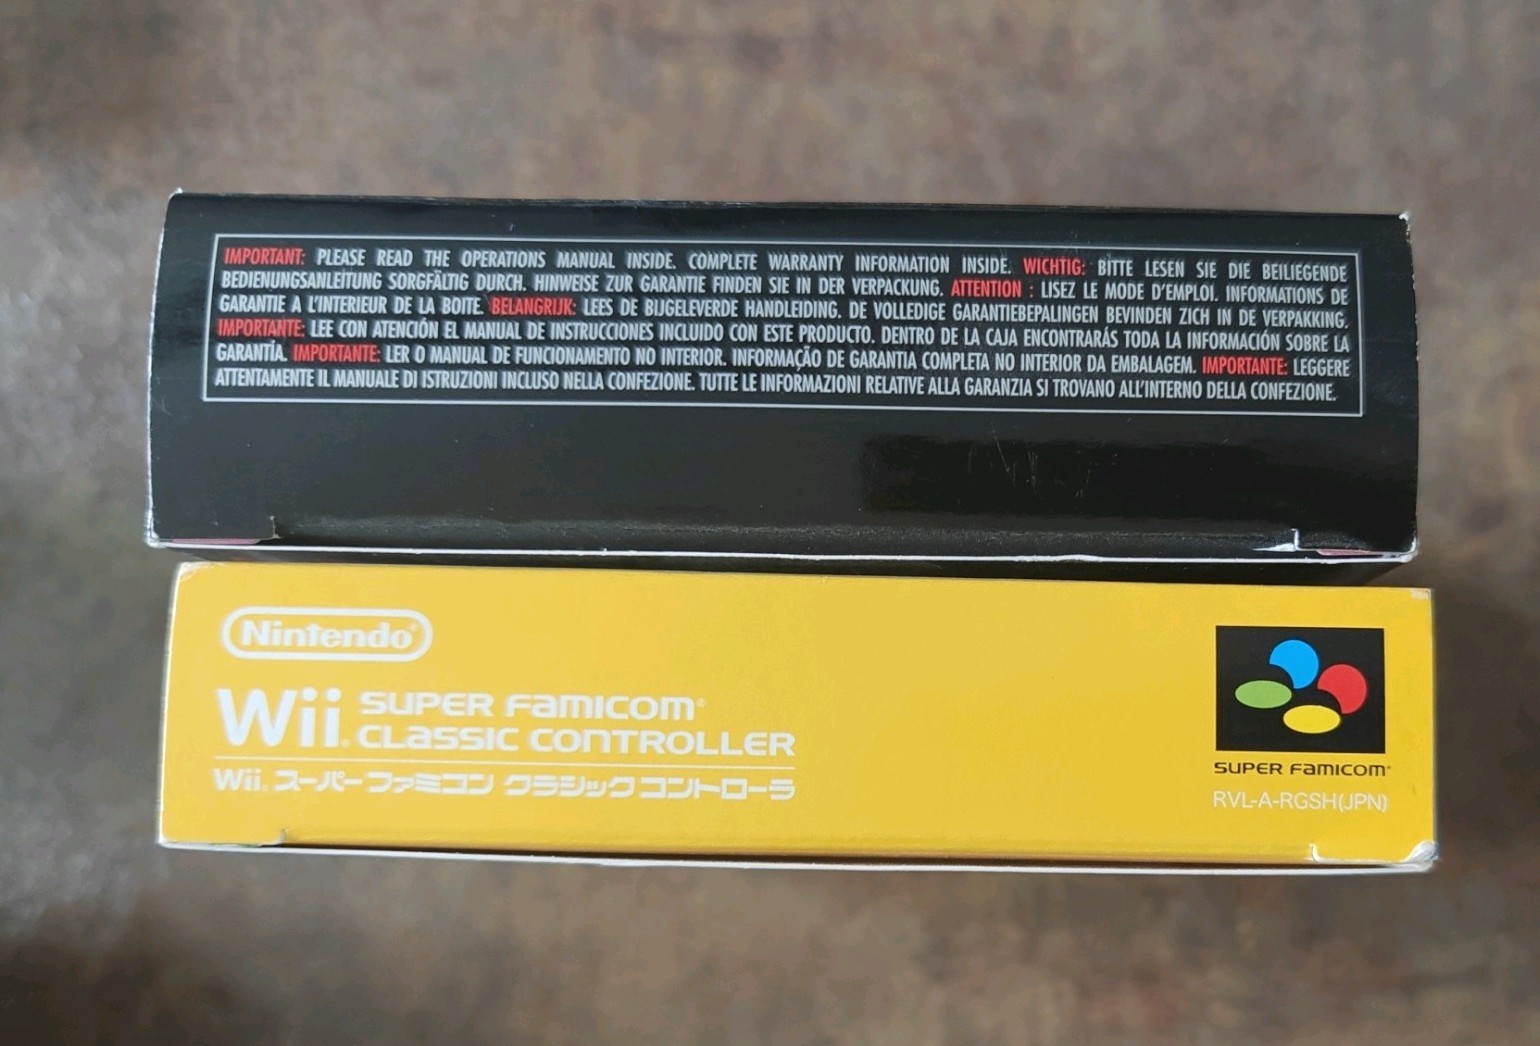 IMPORTANT: PLEASE READ THE OPERATIONS MANUAL INSIDE. COMPLETE WARRANTY INFORMATION INSIDE. WICHTIG: BITTE LESEN SIE DIE BEILIEGENDE
BEDIENUNGSANLEITUNG SORGFÄLTIG DURCH. HINWEISE ZUR GARANTIE FINDEN SIE IN DER VERPACKUNG. ATTENTION : LISEZ LE MODE D'EMPLOI. INFORMATIONS DE
GARANTIE A L'INTERIEUR DE LA BOITE. BELANGRIJK: LEES DE BIJGELEVERDE HANDLEIDING. DE VOLLEDIGE GARANTIEBEPALINGEN BEVINDEN ZICH IN DE VERPAKKING.
IMPORTANTE: LEE CON ATENCIÓN EL MANUAL DE INSTRUCCIONES INCLUIDO CON ESTE PRODUCTO. DENTRO DE LA CAJA ENCONTRARÁS TODA LA INFORMACIÓN SOBRE LA
GARANTÍA. IMPORTANTE: LER O MANUAL DE FUNCIONAMENTO NO INTERIOR. INFORMAÇÃO DE GARANTIA COMPLETA NO INTERIOR DA EMBALAGEM. IMPORTANTE: LEGGERE
ATTENTAMENTE IL MANUALE DI ISTRUZIONI INCLUSO NELLA CONFEZIONE. TUTTE LE INFORMAZIONI RELATIVE ALLA GARANZIA SI TROVANO ALL'INTERNO DELLA CONFEZIONE.
Nintendo®
Wii. SUPER FAMICOM®
CLASSIC CONTROLLER
Wii. スーパーファミコン クラシックコントローラ
SUPER FAMICOM®
RVL-A-RGSH(JPN)